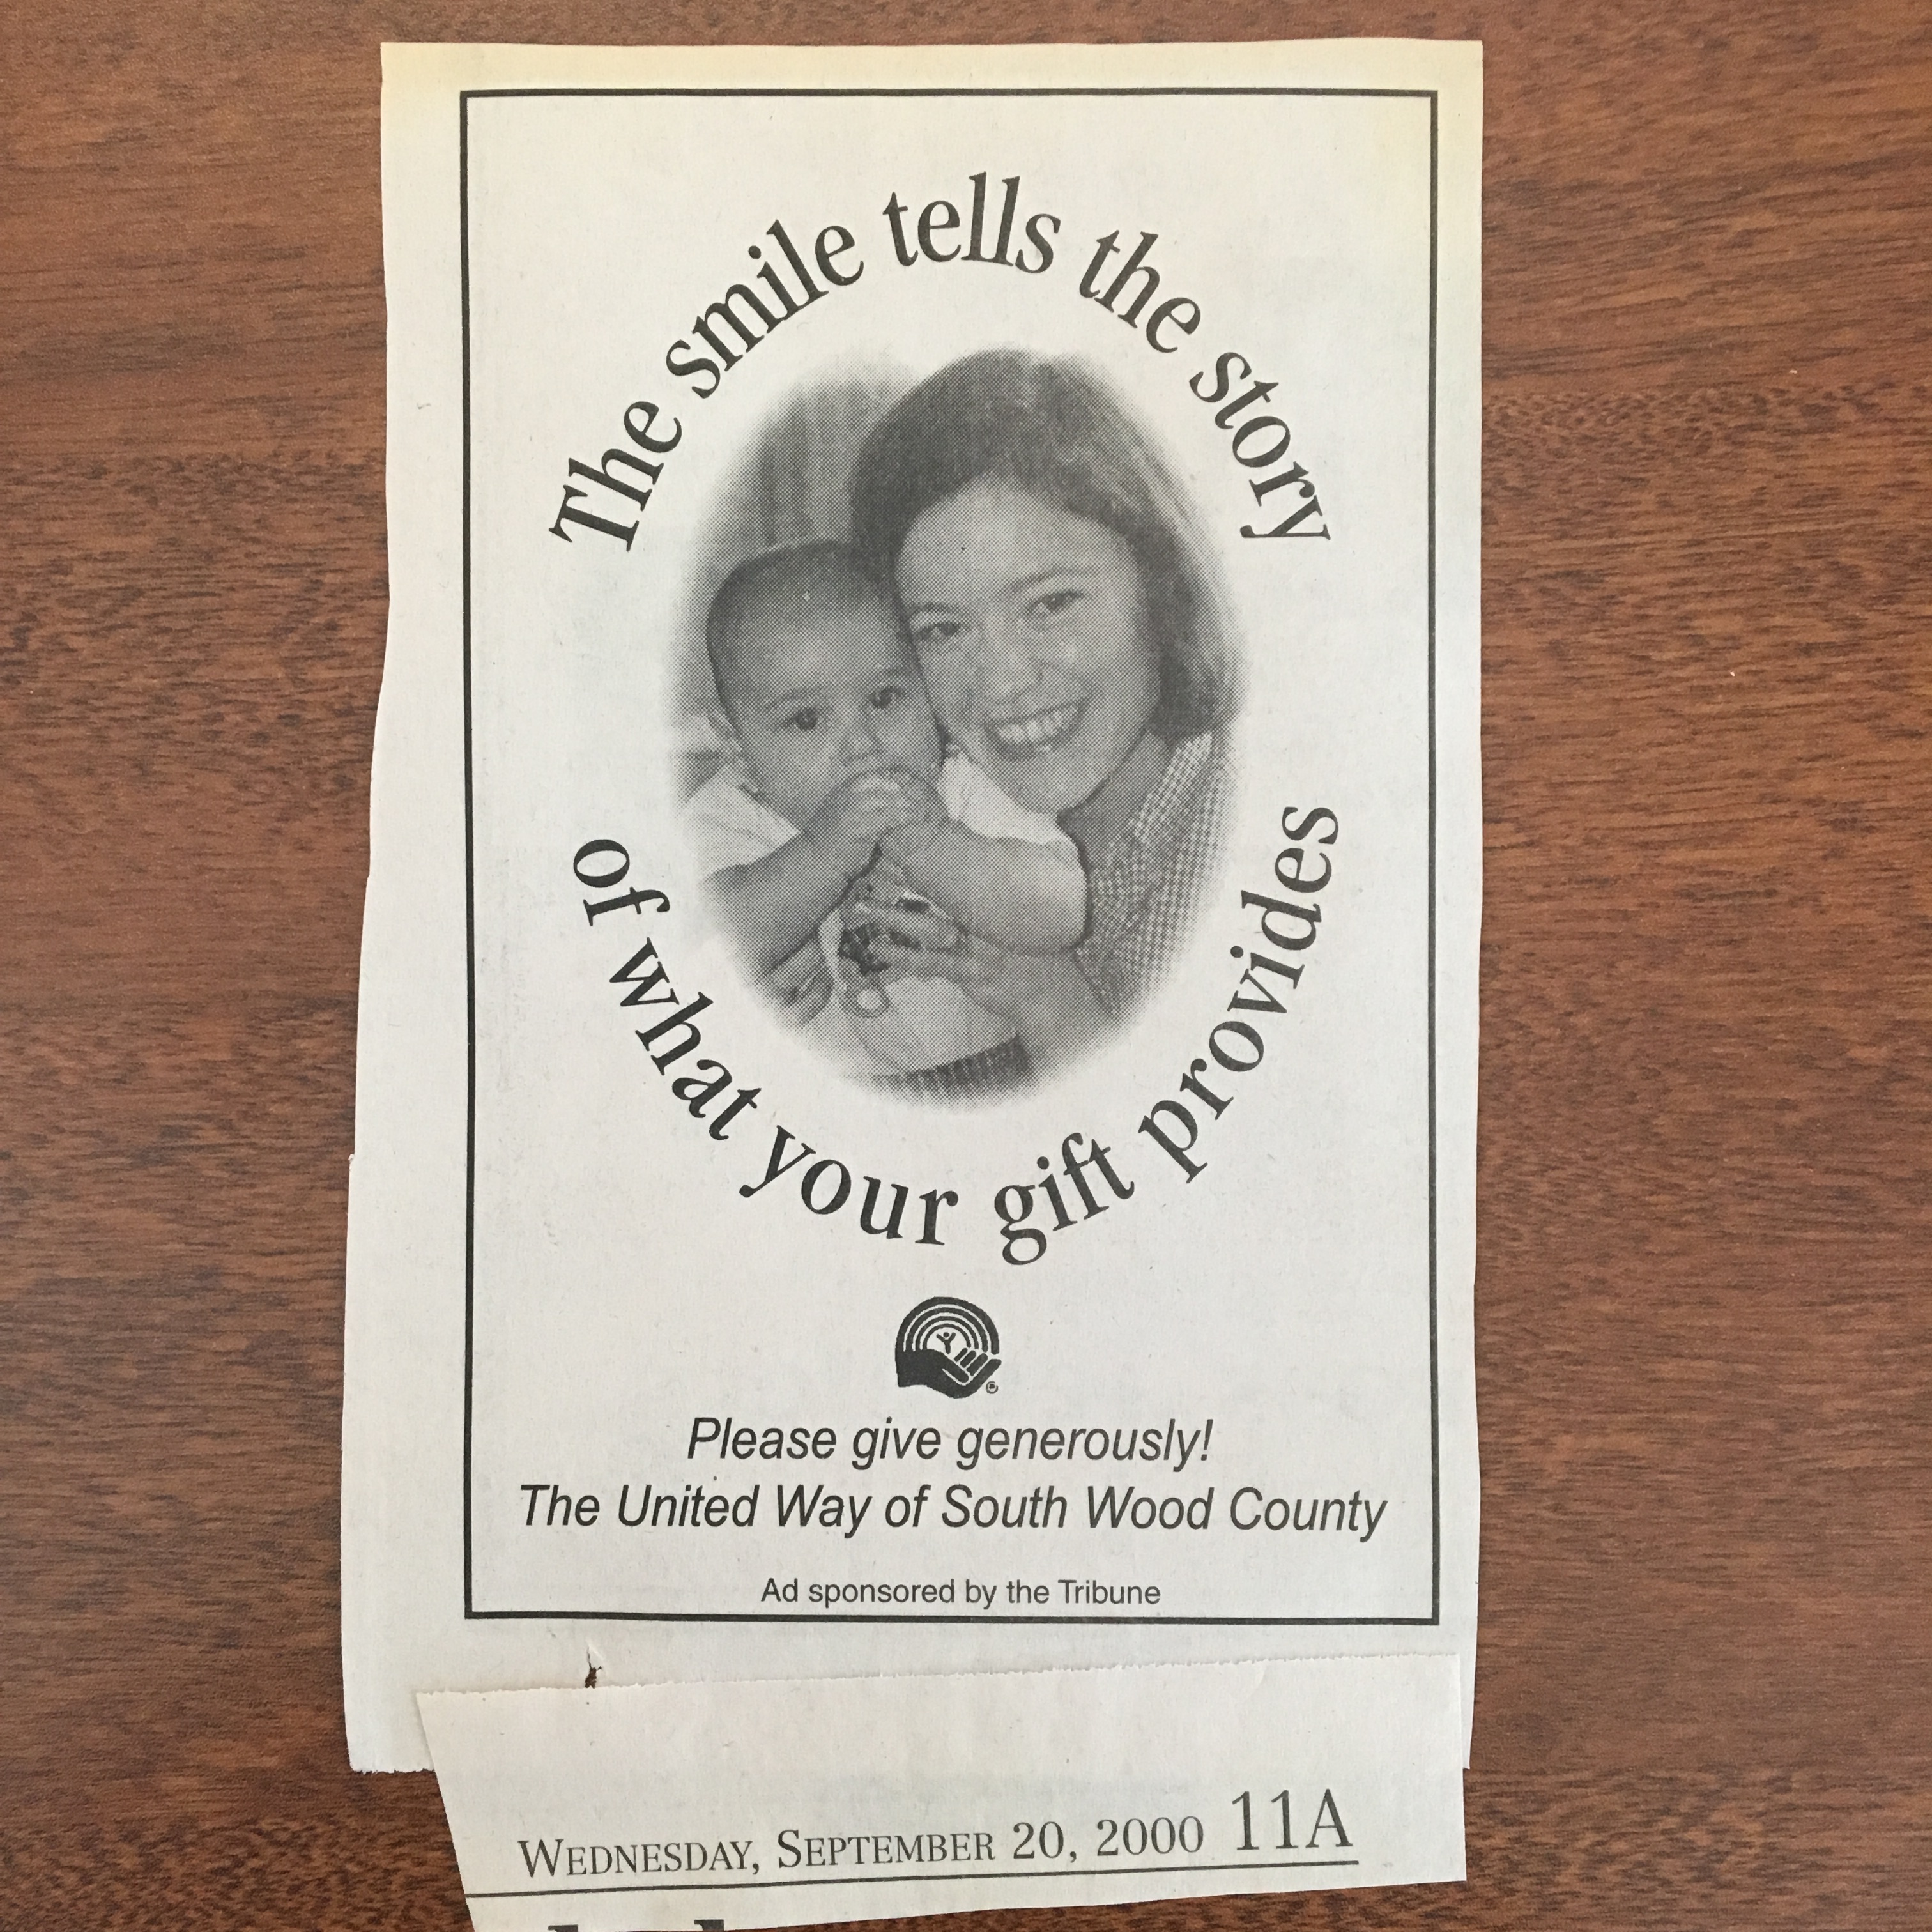 The smile tells the story
of what your gift provides
Please give generously!
The United Way of South Wood County
Ad sponsored by the Tribune
WEDNESDAY, SEPTEMBER 20, 2000 11A